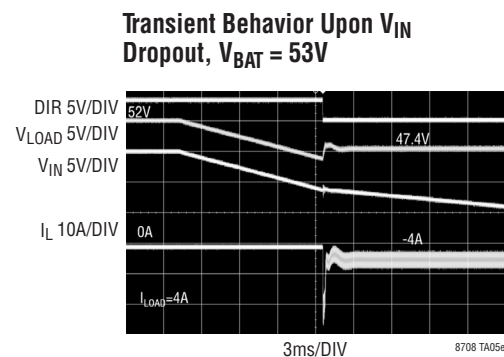 Transient Behavior Upon VIN
Dropout, VBAT = 53V
DIR 5V/DIV
52V
VLOAD 5V/DIV
47.4V
VIN 5V/DIV
IL 10A/DIV
0A
-4A
ILOAD=4A
3ms/DIV
8708 TA05e